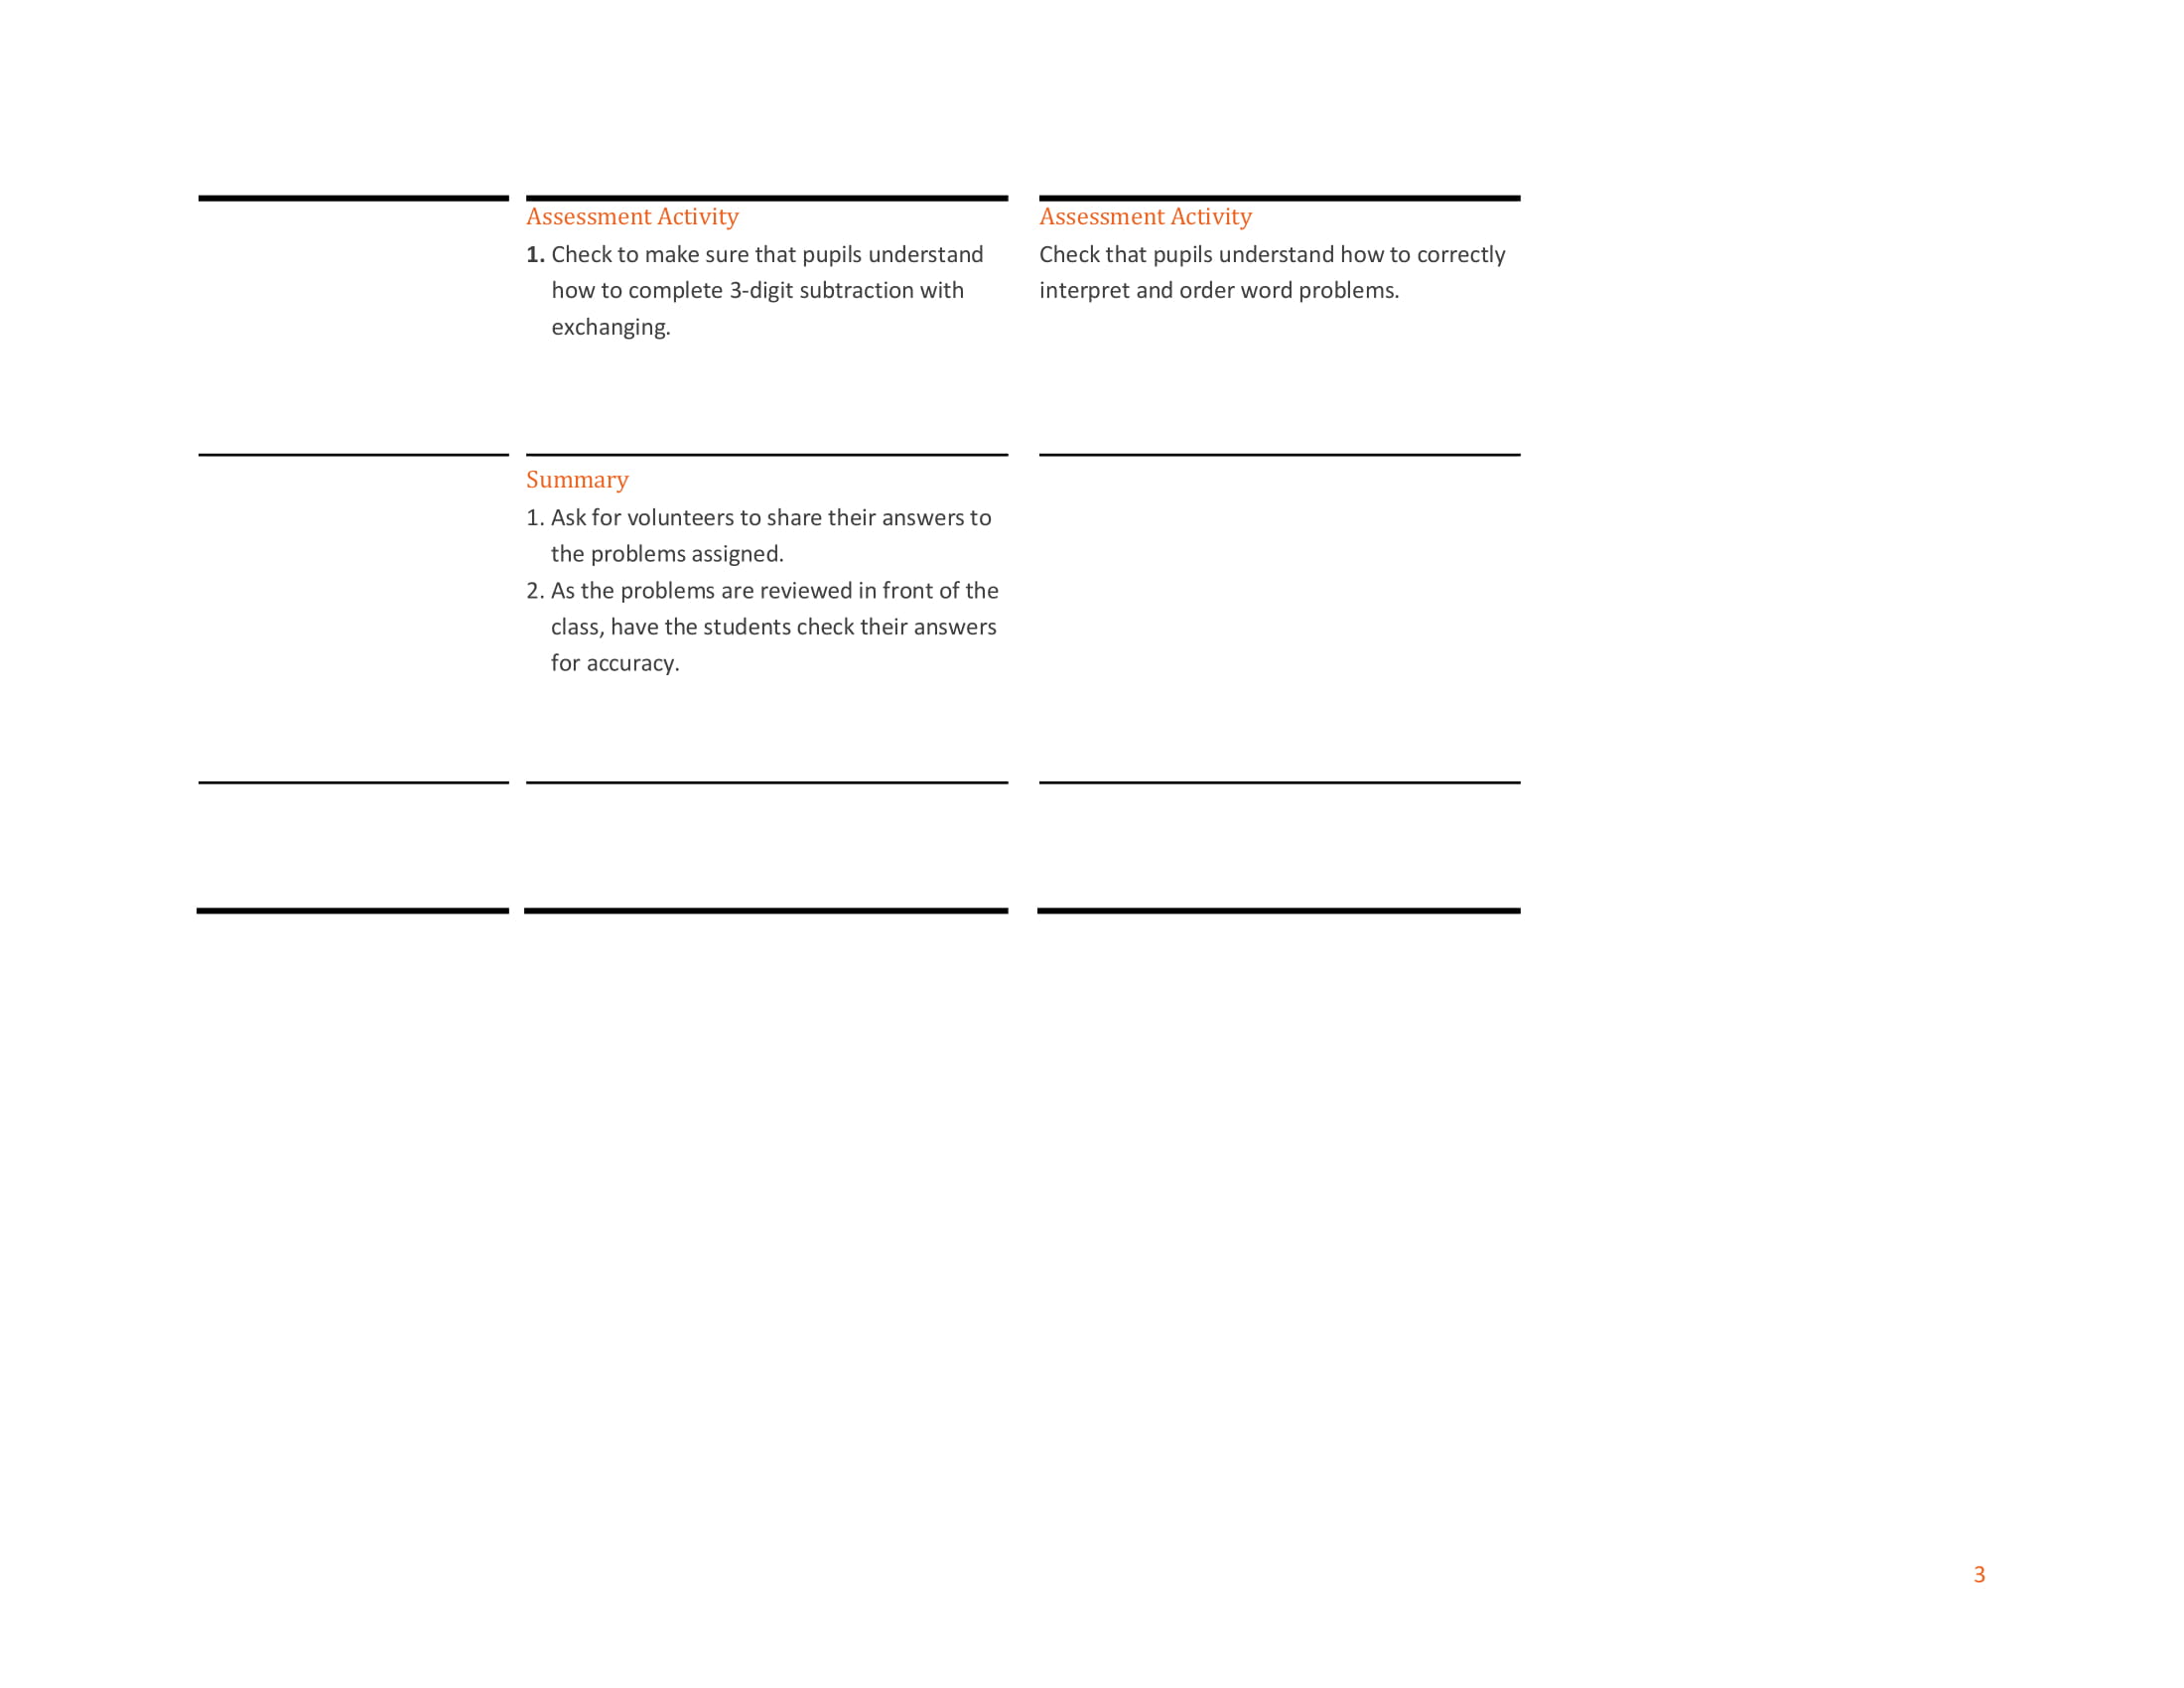 Assessment Activity
1. Check to make sure that pupils understand
how to complete 3-digit subtraction with
exchanging.
Assessment Activity
Check that pupils understand how to correctly
interpret and order word problems.
Summary
1. Ask for volunteers to share their answers to
the problems assigned.
2. As the problems are reviewed in front of the
class, have the students check their answers
for accuracy.
3